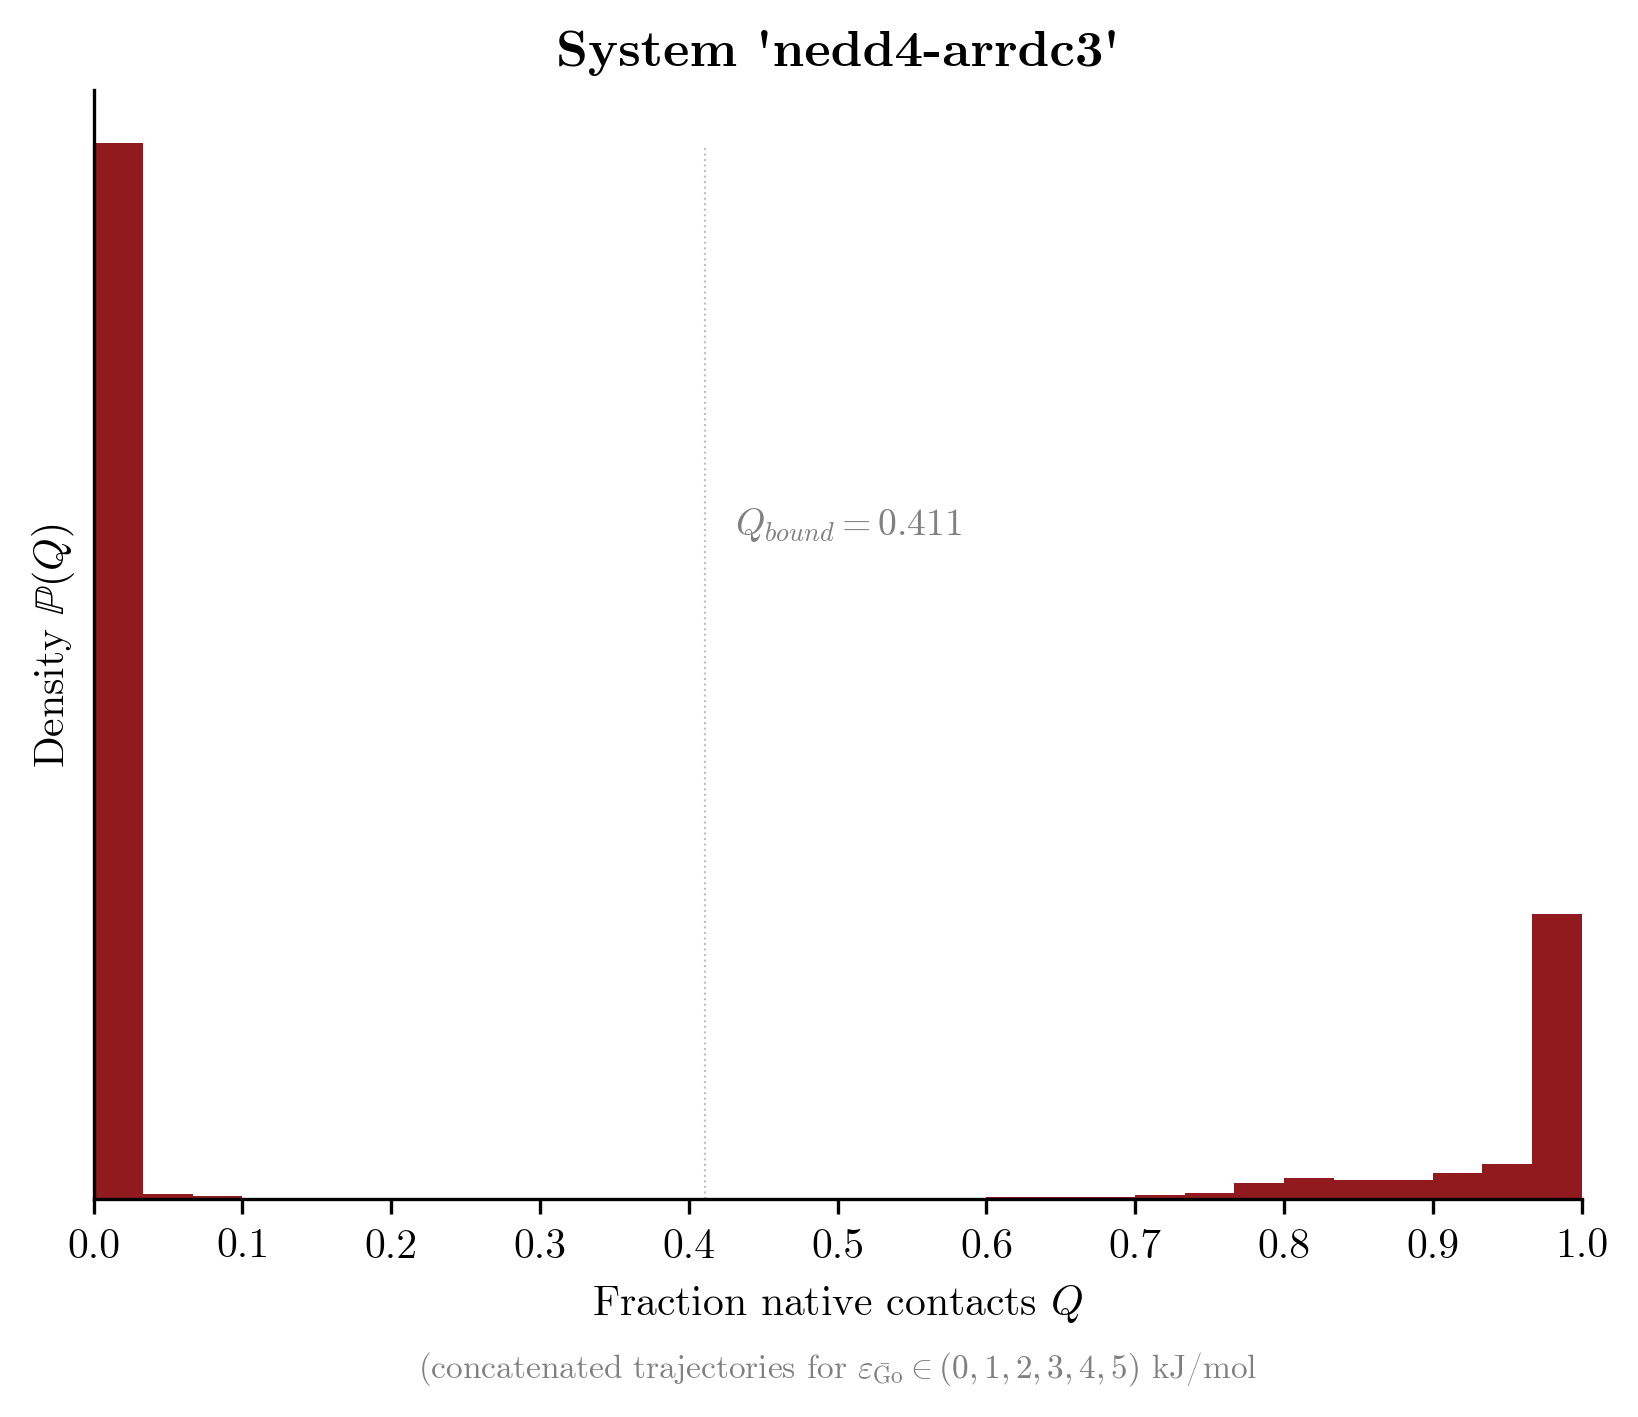 System 'nedd4-arrdc3'
Density ℙ(Q)
Q_bound = 0.411
0.0 0.1 0.2 0.3 0.4 0.5 0.6 0.7 0.8 0.9 1.0
Fraction native contacts Q
(concatenated trajectories for ε_Ḡo ∈ (0, 1, 2, 3, 4, 5) kJ/mol